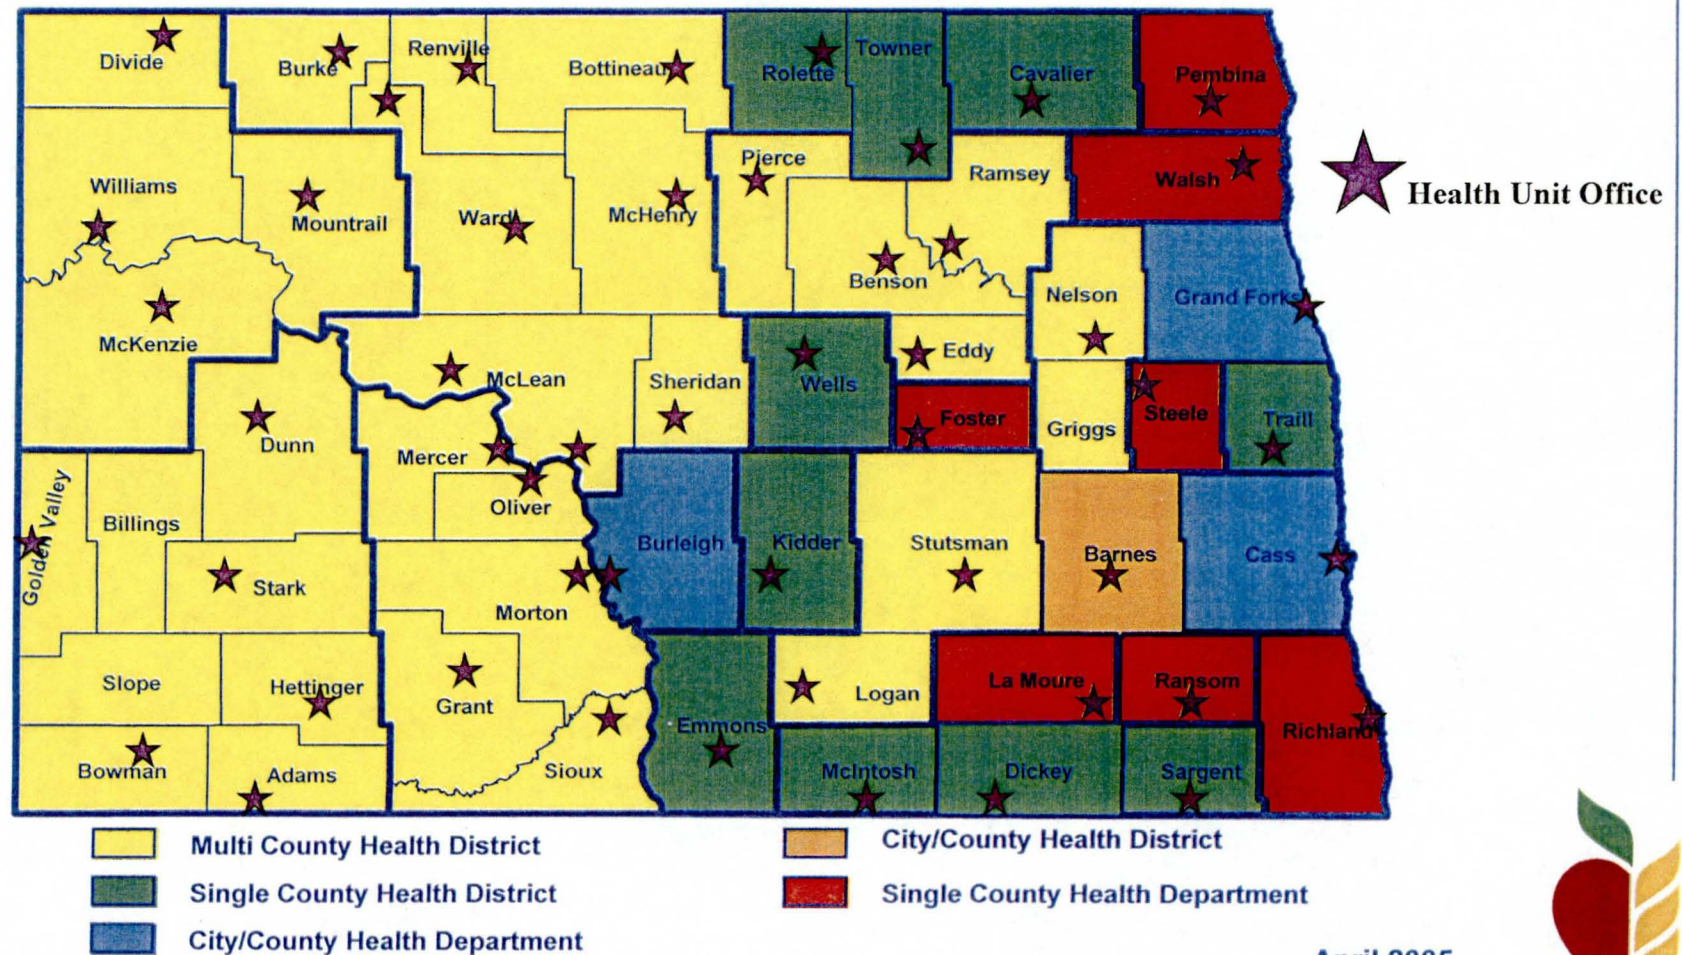 Divide
Burke
Renville
Bottineau
Rolette
Towner
Cavalier
Pembina
Williams
Mountrail
Ward
McHenry
Pierce
Ramsey
Walsh
Health Unit Office
Benson
Nelson
Grand Forks
McKenzie
McLean
Sheridan
Wells
Eddy
Foster
Griggs
Steele
Traill
Dunn
Mercer
Oliver
Golden Valley
Billings
Stark
Morton
Burleigh
Kidder
Stutsman
Barnes
Cass
Slope
Hettinger
Grant
Emmons
Logan
La Moure
Ransom
Richland
Bowman
Adams
Sioux
McIntosh
Dickey
Sargent
Multi County Health District
Single County Health District
City/County Health Department
City/County Health District
Single County Health Department
April 2005